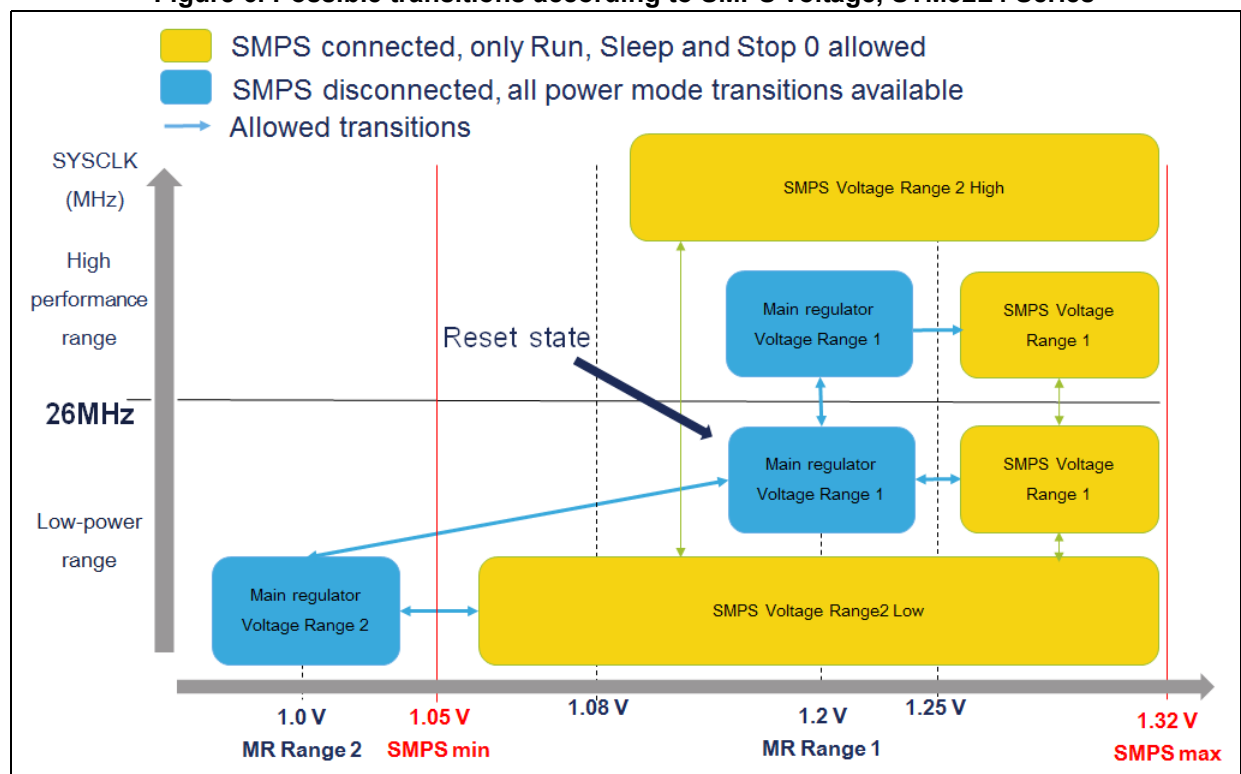 SMPS connected, only Run, Sleep and Stop 0 allowed
SMPS disconnected, all power mode transitions available
Allowed transitions
SYSCLK
(MHz)
SMPS Voltage Range 2 High
High
performance
range
Main regulator
Voltage Range 1
SMPS Voltage
Range 1
Reset state
26MHz
Main regulator
Voltage Range 1
SMPS Voltage
Range 1
Low-power
range
Main regulator
Voltage Range 2
SMPS Voltage Range2 Low
1.0 V
MR Range 2
1.05 V
SMPS min
1.08 V
1.2 V
MR Range 1
1.25 V
1.32 V
SMPS max